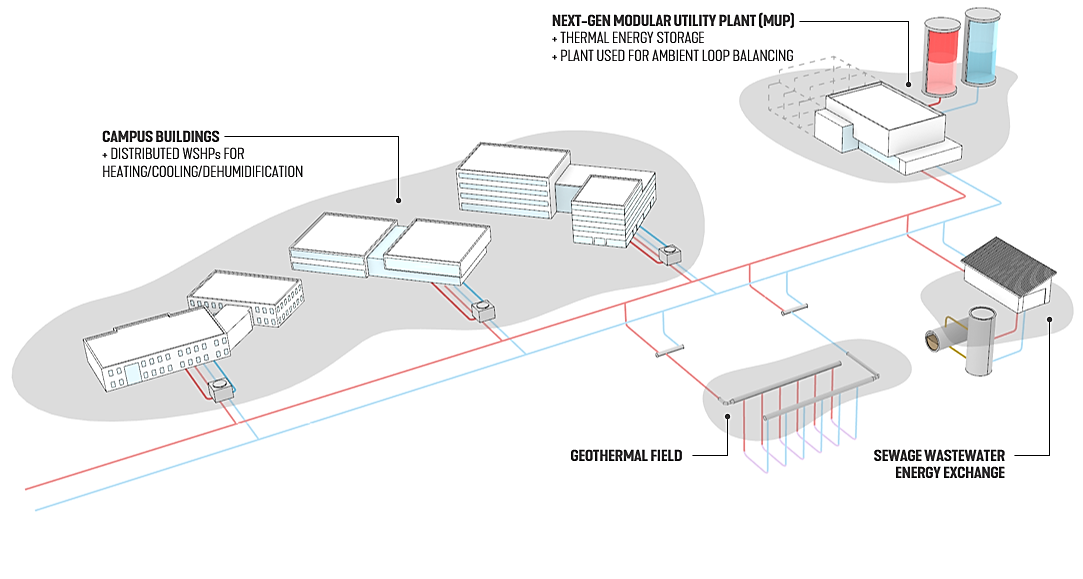 NEXT-GEN MODULAR UTILITY PLANT (MUP)
+ THERMAL ENERGY STORAGE
+ PLANT USED FOR AMBIENT LOOP BALANCING
CAMPUS BUILDINGS
+ DISTRIBUTED WSHPs FOR
HEATING/COOLING/DEHUMIDIFICATION
GEOTHERMAL FIELD
SEWAGE WASTEWATER
ENERGY EXCHANGE